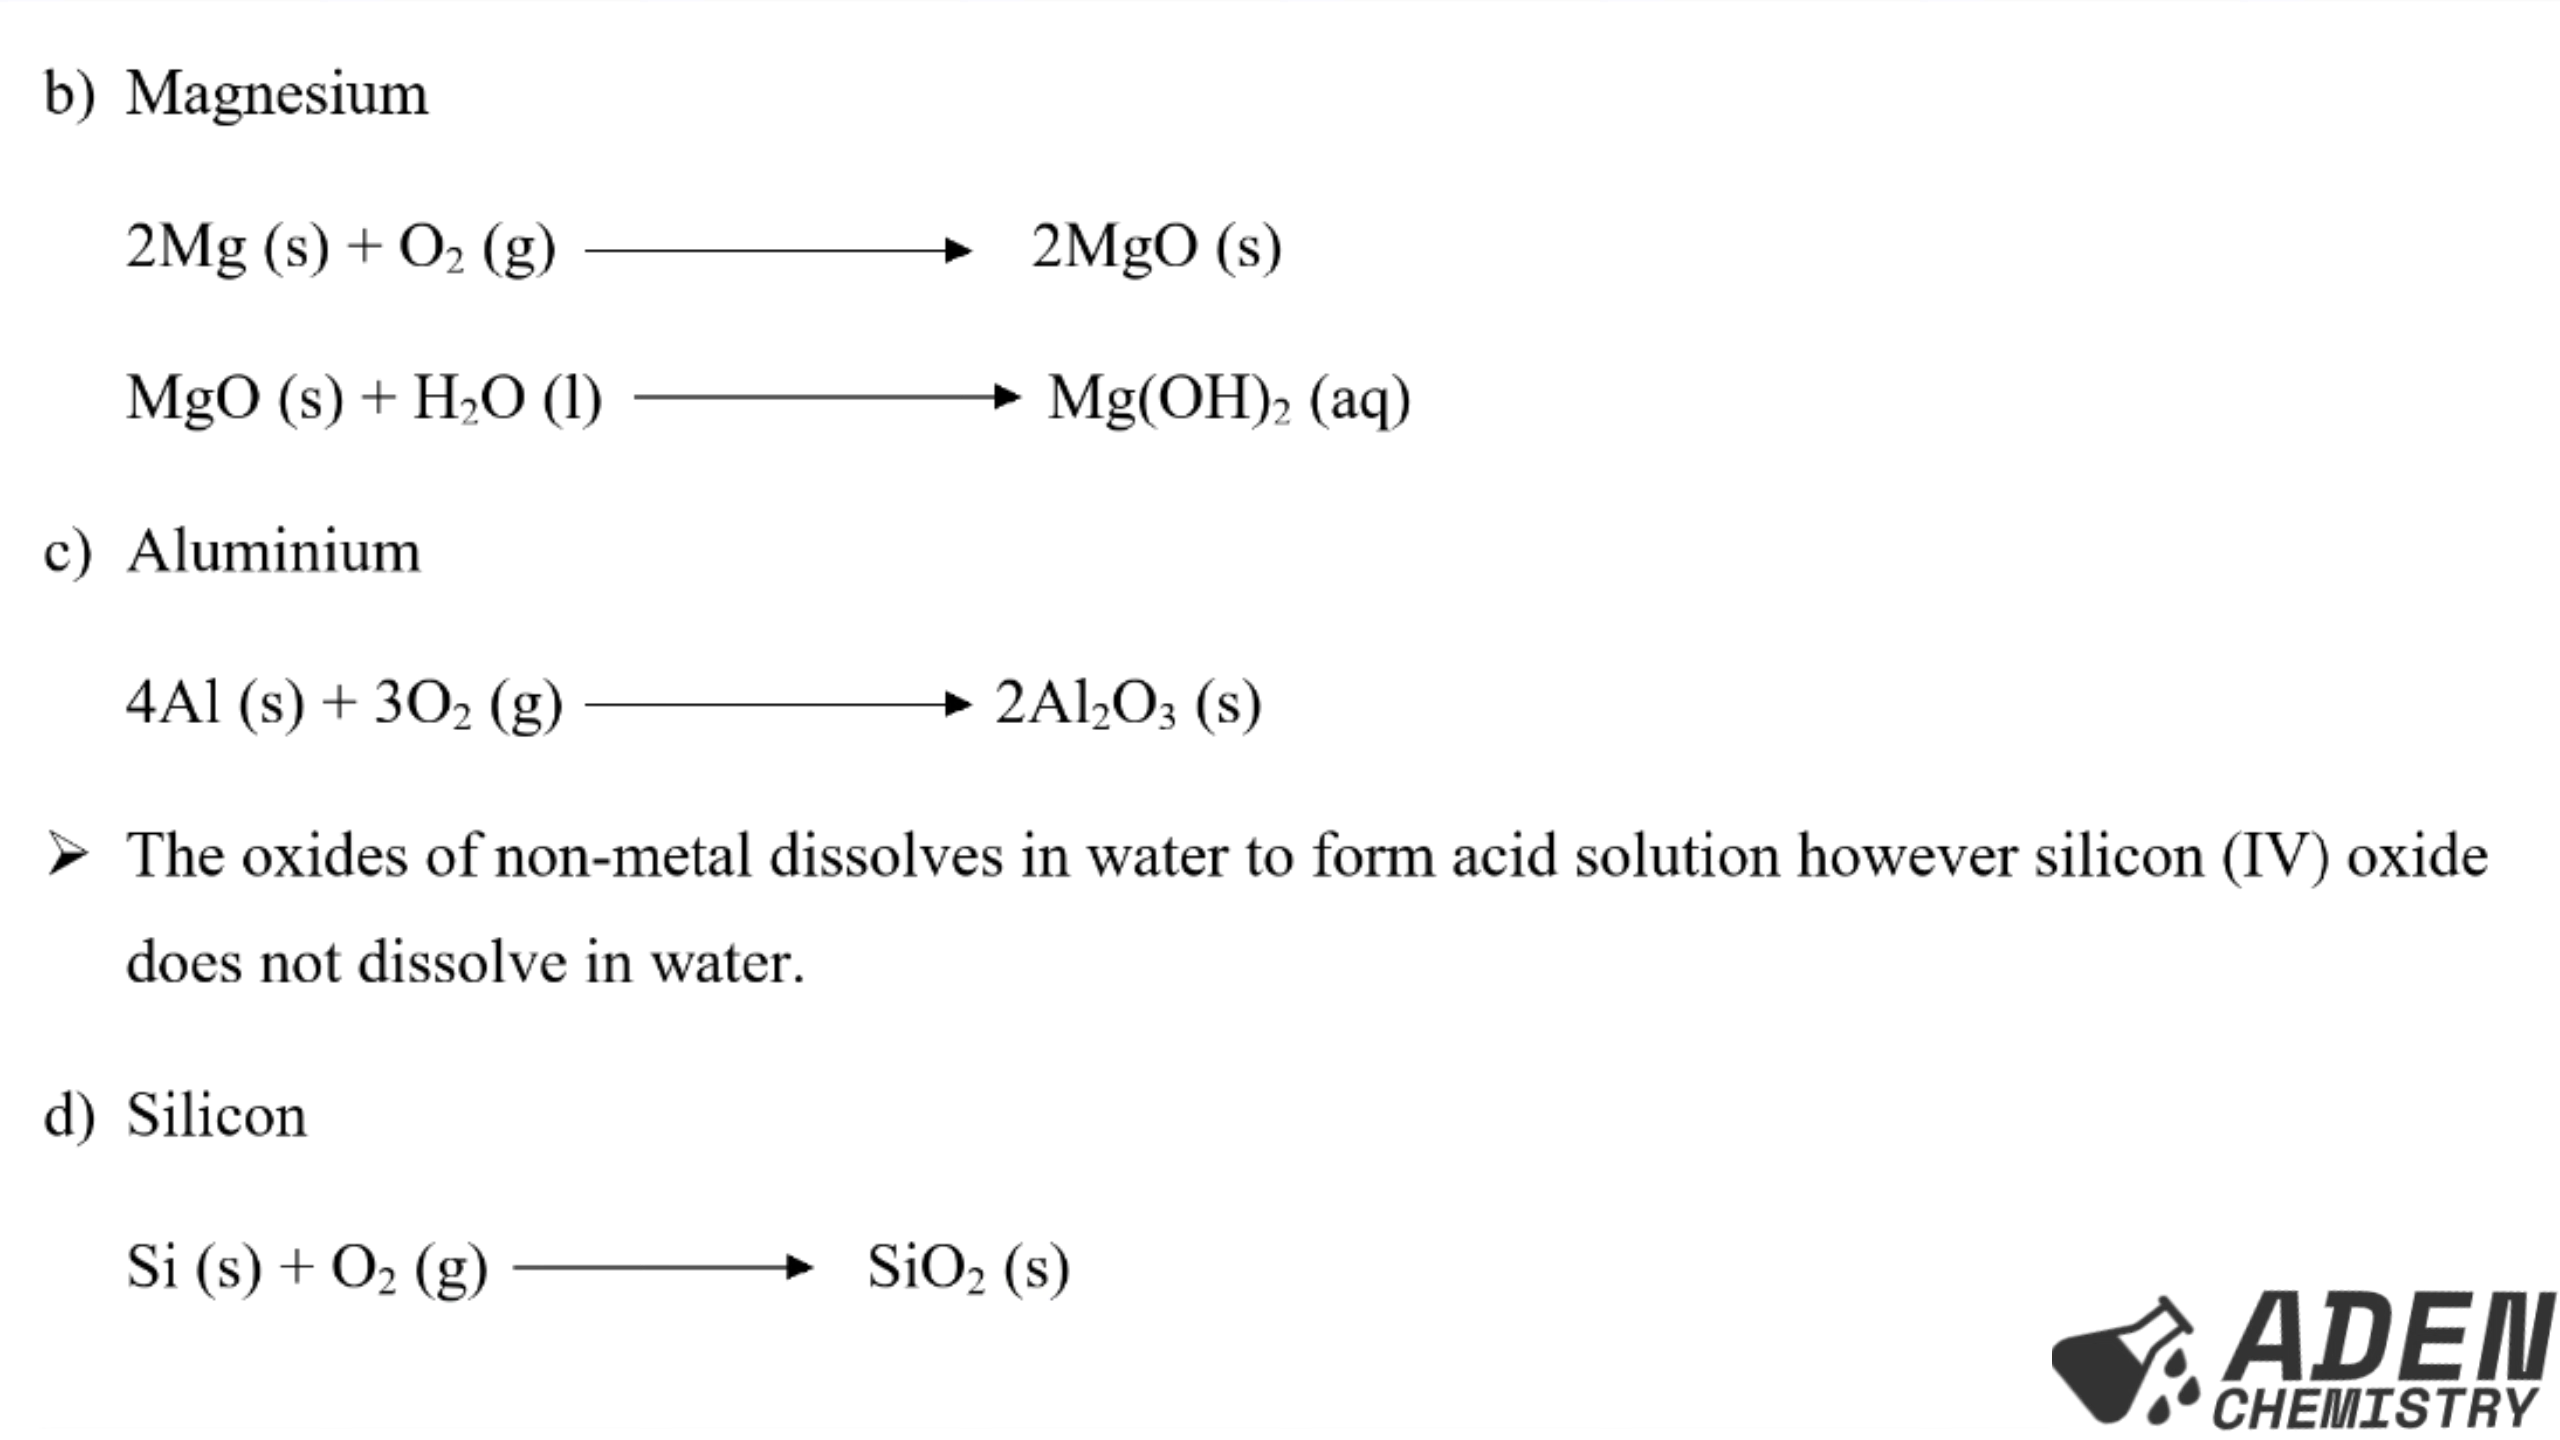 b) Magnesium
2Mg (s) + O₂ (g) ⟶ 2MgO (s)
MgO (s) + H₂O (l) ⟶ Mg(OH)₂ (aq)
c) Aluminium
4Al (s) + 3O₂ (g) ⟶ 2Al₂O₃ (s)
➢ The oxides of non-metal dissolves in water to form acid solution however silicon (IV) oxide
does not dissolve in water.
d) Silicon
Si (s) + O₂ (g) ⟶ SiO₂ (s)
ADEN
CHEMISTRY